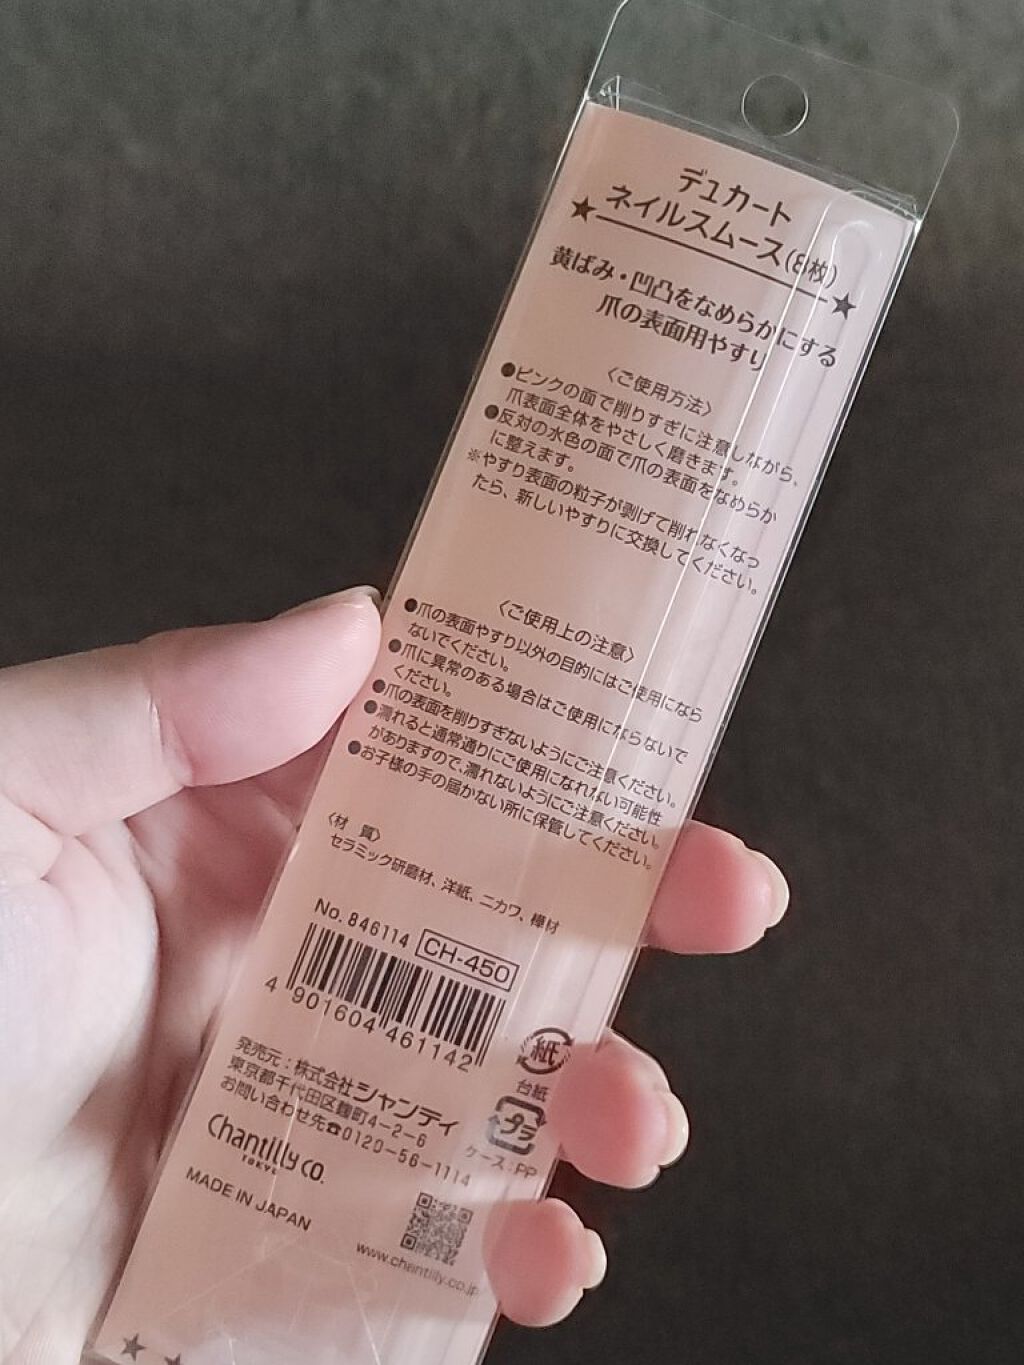 デュカート
★ネイルスムース(8枚)★
黄ばみ・凹凸をなめらかにする
爪の表面用やすり
〈ご使用方法〉
●ピンクの面で削りすぎに注意しながら、
爪表面全体をやさしく磨きます。
●反対の水色の面で爪の表面をなめらか
に整えます。
※やすり表面の粒子が剥げて削れなくなっ
たら、新しいやすりに交換してください。
〈ご使用上の注意〉
●爪の表面やすり以外の目的にはご使用になら
ないでください。
●爪に異常のある場合はご使用にならないで
ください。
●爪の表面を削りすぎないようにご注意ください。
●濡れると通常通りにご使用になれない可能性
がありますので、濡れないようにご注意ください。
●お子様の手の届かない所に保管してください。
〈材 質〉
セラミック研磨材、洋紙、ニカワ、樺材
No. 846114 CH-450
4 901604 461142
発売元：株式会社シャンティ
東京都千代田区麹町4-2-6
お問い合わせ先☎0120-56-1114
紙
台紙
プラ
ケース：PP
Chantilly CO.
TOKYO
MADE IN JAPAN
www.chantilly.co.jp